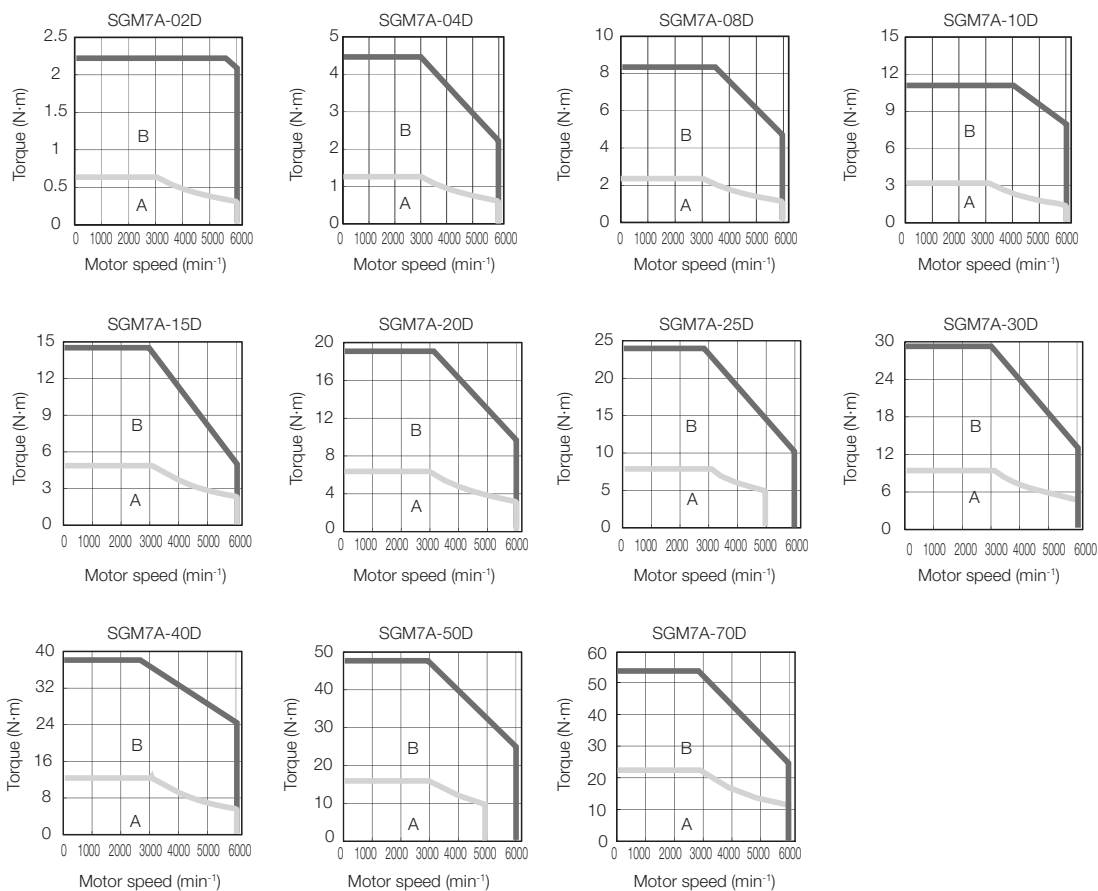 SGM7A-02D
Torque (N·m)
2.5
2
1.5
1
0.5
0
B
A
0 1000 2000 3000 4000 5000 6000
Motor speed (min⁻¹)
SGM7A-04D
Torque (N·m)
5
4
3
2
1
0
B
A
0 1000 2000 3000 4000 5000 6000
Motor speed (min⁻¹)
SGM7A-08D
Torque (N·m)
10
8
6
4
2
0
B
A
0 1000 2000 3000 4000 5000 6000
Motor speed (min⁻¹)
SGM7A-10D
Torque (N·m)
15
12
9
6
3
0
B
A
0 1000 2000 3000 4000 5000 6000
Motor speed (min⁻¹)
SGM7A-15D
Torque (N·m)
15
12
9
6
3
0
B
A
0 1000 2000 3000 4000 5000 6000
Motor speed (min⁻¹)
SGM7A-20D
Torque (N·m)
20
16
12
8
4
0
B
A
0 1000 2000 3000 4000 5000 6000
Motor speed (min⁻¹)
SGM7A-25D
Torque (N·m)
25
20
15
10
5
0
B
A
0 1000 2000 3000 4000 5000 6000
Motor speed (min⁻¹)
SGM7A-30D
Torque (N·m)
30
24
18
12
6
0
B
A
0 1000 2000 3000 4000 5000 6000
Motor speed (min⁻¹)
SGM7A-40D
Torque (N·m)
40
32
24
16
8
0
B
A
0 1000 2000 3000 4000 5000 6000
Motor speed (min⁻¹)
SGM7A-50D
Torque (N·m)
50
40
30
20
10
0
B
A
0 1000 2000 3000 4000 5000 6000
Motor speed (min⁻¹)
SGM7A-70D
Torque (N·m)
60
50
40
30
20
10
0
B
A
0 1000 2000 3000 4000 5000 6000
Motor speed (min⁻¹)